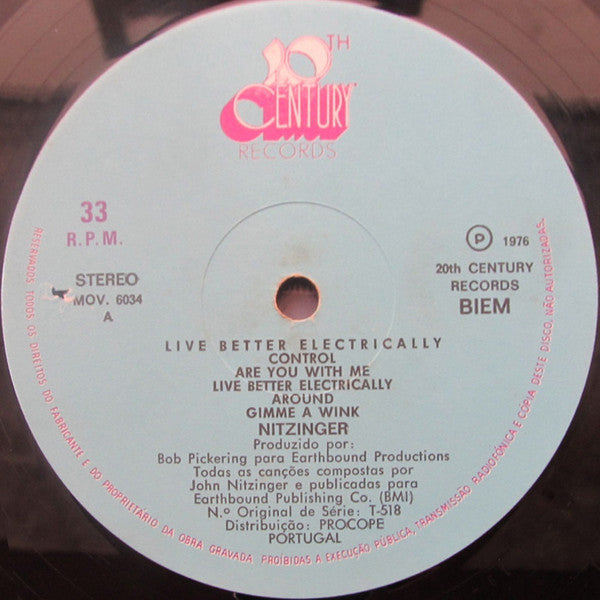 20TH
CENTURY
RECORDS
33
R.P.M.
STEREO
MOV. 6034
A
P 1976
20th CENTURY
RECORDS
BIEM
LIVE BETTER ELECTRICALLY
CONTROL
ARE YOU WITH ME
LIVE BETTER ELECTRICALLY
AROUND
GIMME A WINK
NITZINGER
Produzido por:
Bob Pickering para Earthbound Productions
Todas as canções compostas por
John Nitzinger e publicadas para
Earthbound Publishing Co. (BMI)
N.º Original de Série: T-518
Distribuição: PROCOPE
PORTUGAL
RESERVADOS TODOS OS DIREITOS DO FABRICANTE E DO PROPRIETÁRIO DA OBRA GRAVADA. PROÍBIDAS A EXECUÇÃO PÚBLICA, TRANSMISSÃO RADIOFÓNICA E CÓPIA DESTE DISCO, NÃO AUTORIZADAS.